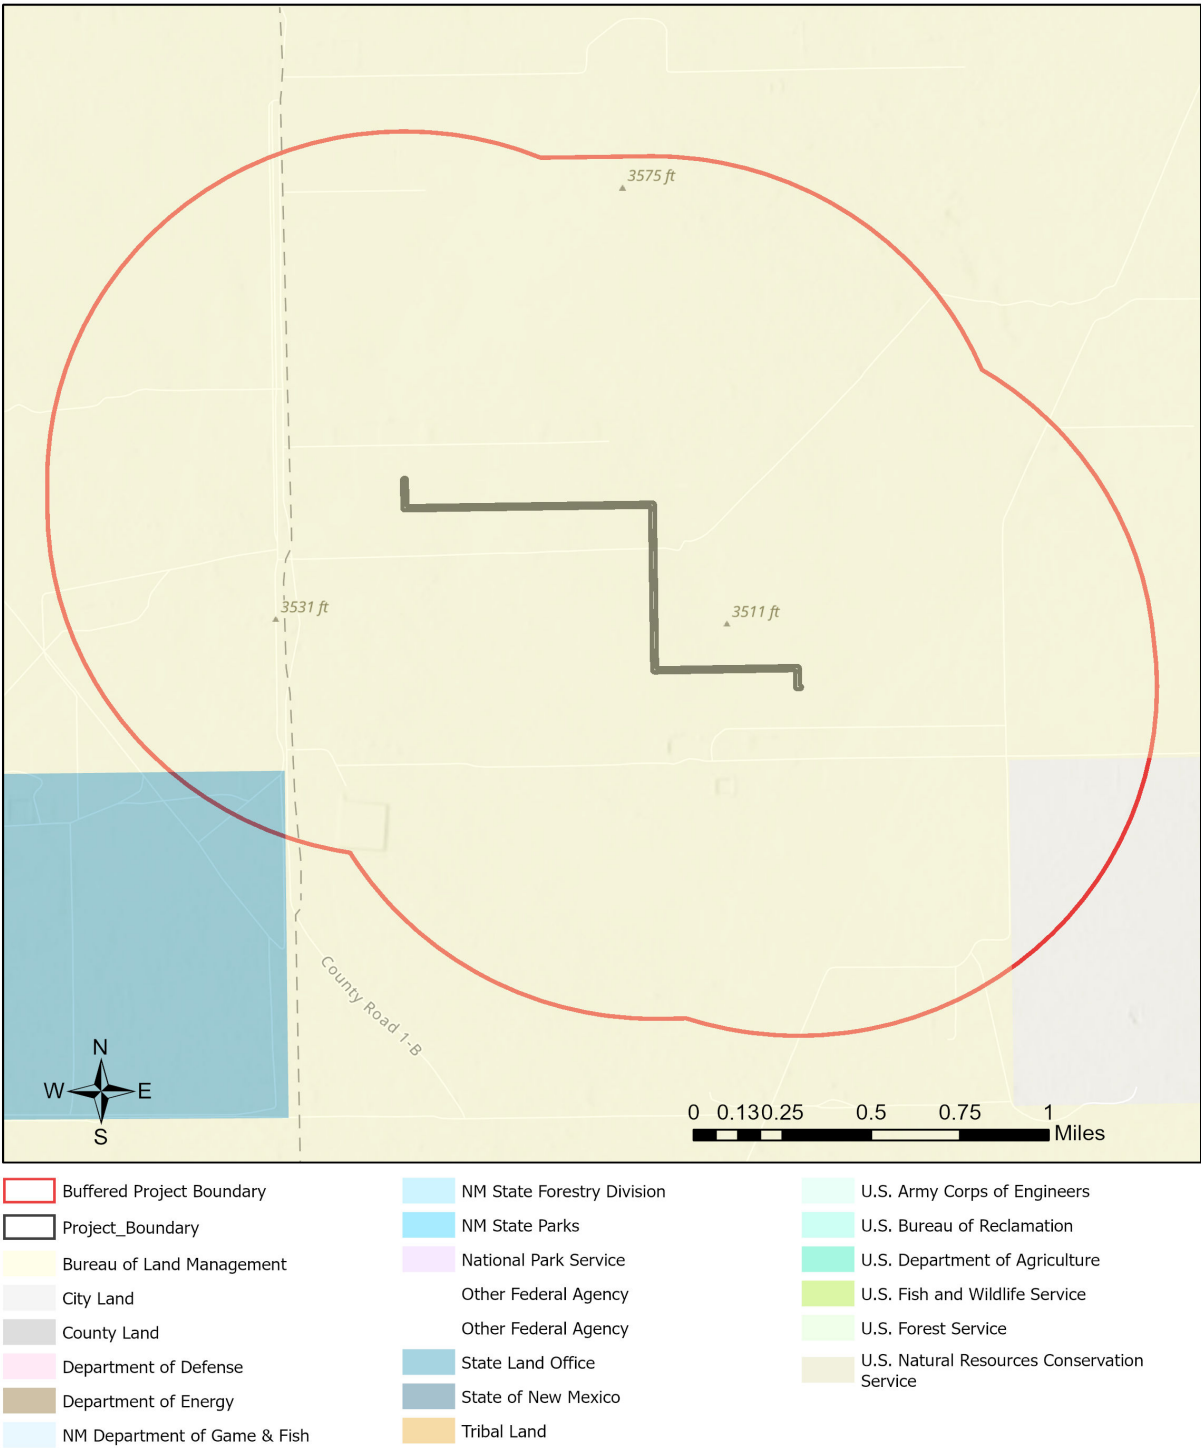 3575 ft
3531 ft
3511 ft
County Road 1-B
N
W E
S
0 0.13 0.25 0.5 0.75 1
Miles
Buffered Project Boundary
Project_Boundary
Bureau of Land Management
City Land
County Land
Department of Defense
Department of Energy
NM Department of Game & Fish
NM State Forestry Division
NM State Parks
National Park Service
Other Federal Agency
Other Federal Agency
State Land Office
State of New Mexico
Tribal Land
U.S. Army Corps of Engineers
U.S. Bureau of Reclamation
U.S. Department of Agriculture
U.S. Fish and Wildlife Service
U.S. Forest Service
U.S. Natural Resources Conservation
Service